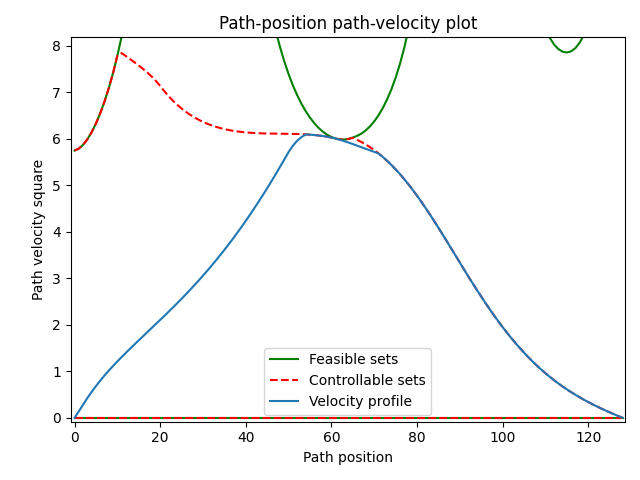 Path-position path-velocity plot
Path velocity square
8
7
6
5
4
3
2
1
0
Feasible sets
Controllable sets
Velocity profile
0 20 40 60 80 100 120
Path position